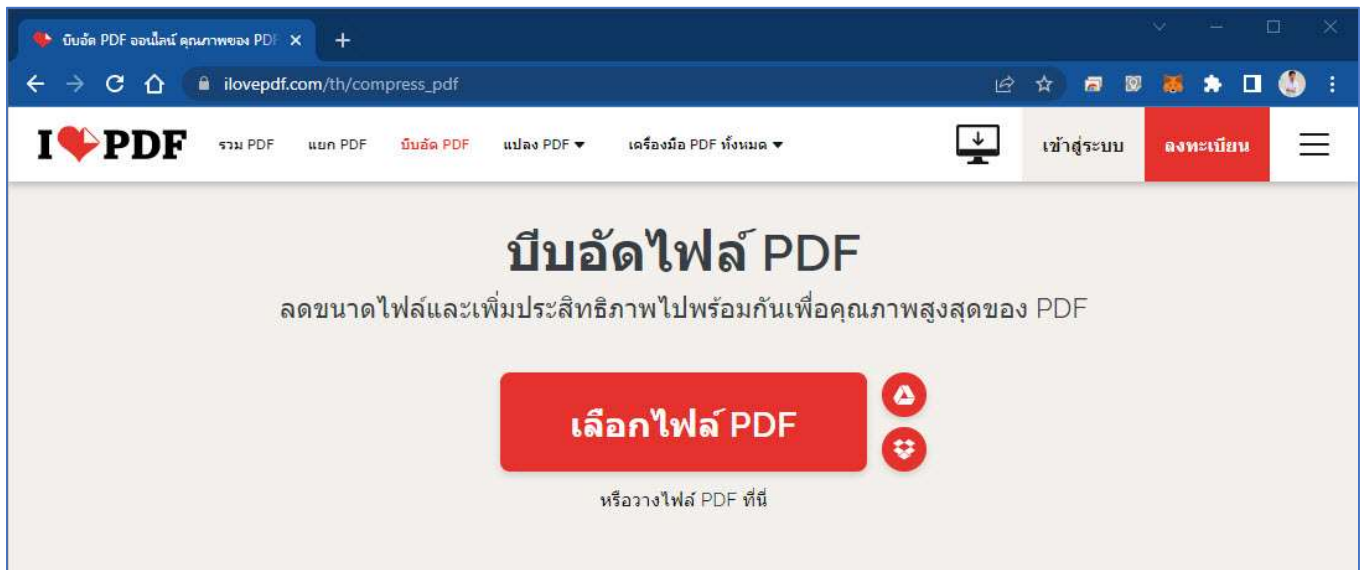 บีบอัด PDF ออนไลน์ คุณภาพของ PDF
ilovepdf.com/th/compress_pdf
I PDF รวม PDF แยก PDF บีบอัด PDF แปลง PDF เครื่องมือ PDF ทั้งหมด เข้าสู่ระบบ ลงทะเบียน
บีบอัดไฟล์ PDF
ลดขนาดไฟล์และเพิ่มประสิทธิภาพไปพร้อมกันเพื่อคุณภาพสูงสุดของ PDF
เลือกไฟล์ PDF
หรือวางไฟล์ PDF ที่นี่